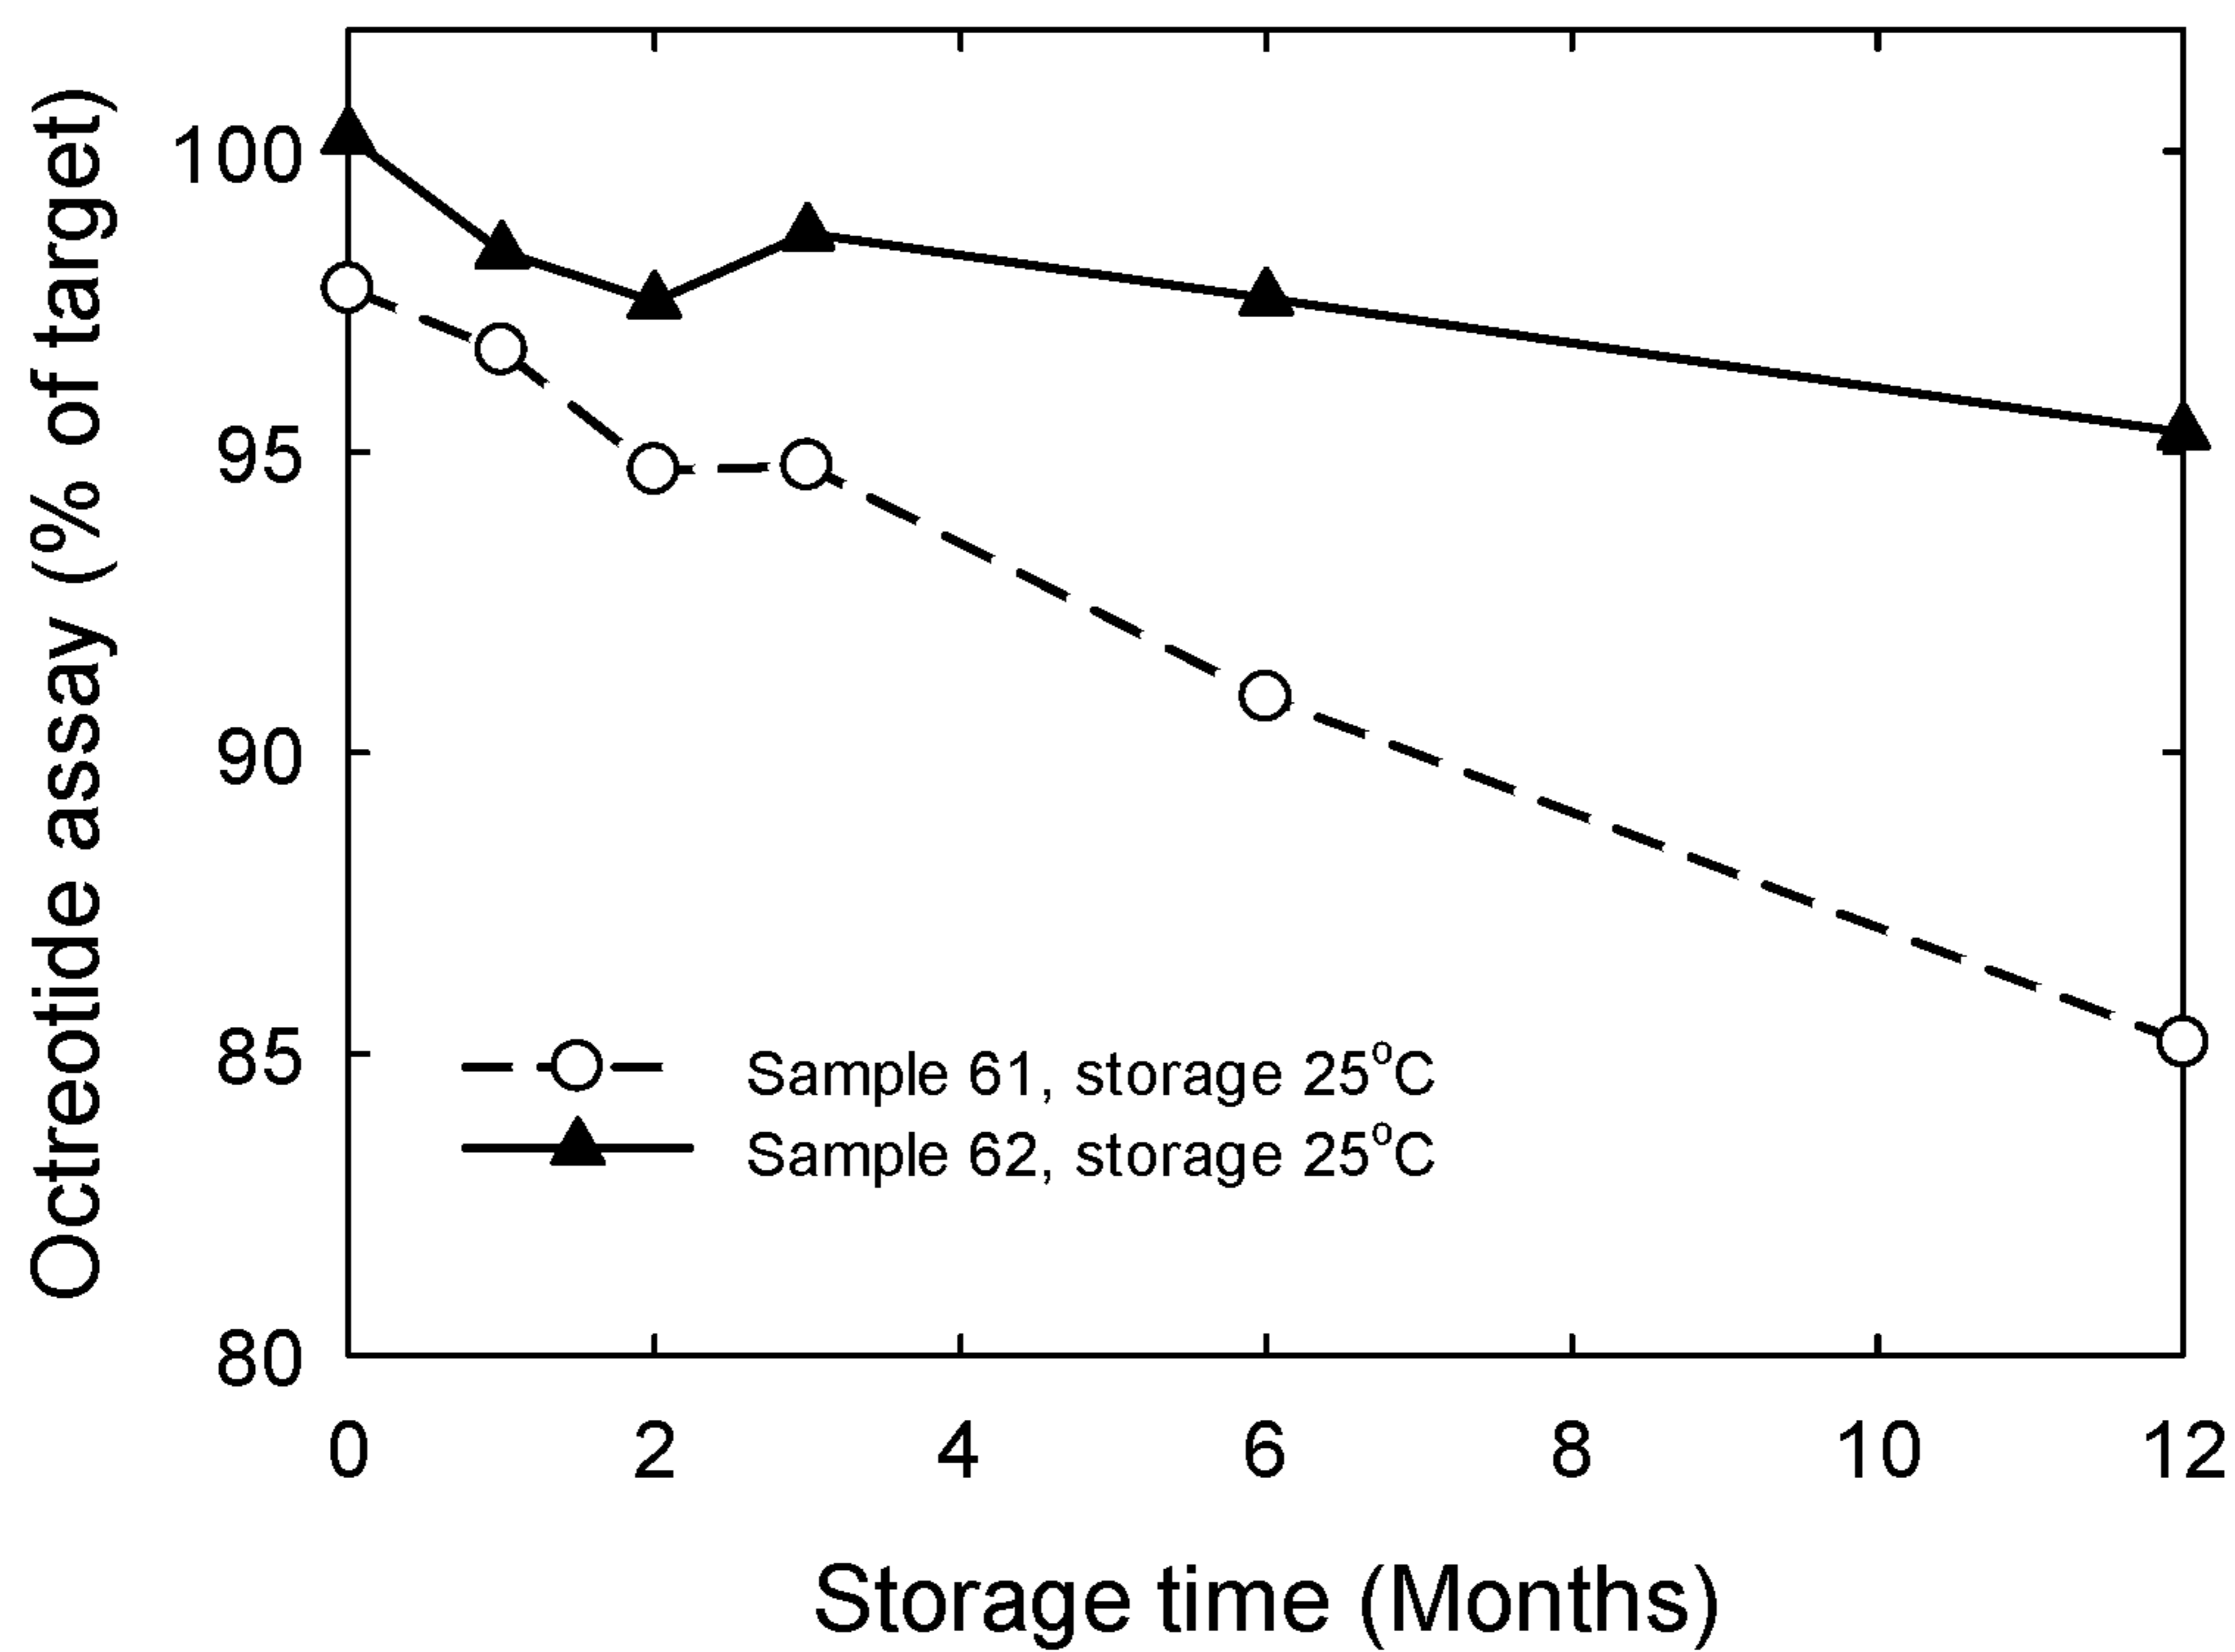 Octreotide assay (% of target)
100
95
90
85
80
Sample 61, storage 25°C
Sample 62, storage 25°C
0 2 4 6 8 10 12
Storage time (Months)